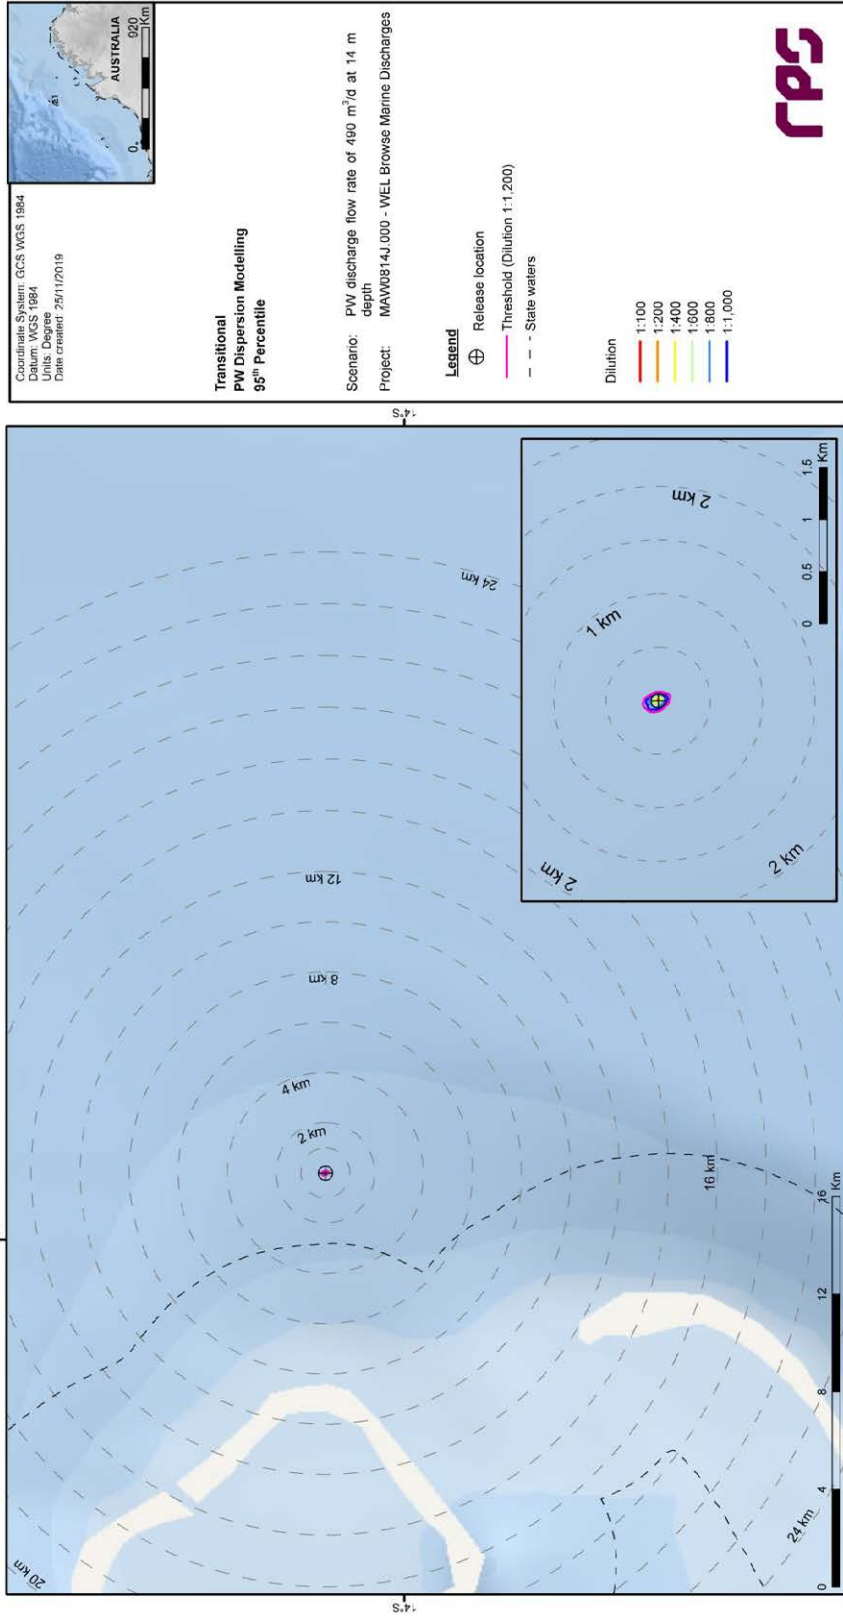 Coordinate System: GCS WGS 1984
Datum: WGS 1984
Units: Degree
Date created: 25/11/2019
AUSTRALIA
0
920
Km
Transitional
PW Dispersion Modelling
95th Percentile
Scenario: PW discharge flow rate of 490 m³/d at 14 m
depth
Project: MAW0814J.000 - WEL Browse Marine Discharges
Legend
Release location
Threshold (Dilution 1:1,200)
State waters
Dilution
1:100
1:200
1:400
1:600
1:800
1:1,000
rps
14°S
14°S
20 km
2 km
4 km
8 km
12 km
24 km
16 km
24 km
0 4 8 12 16
Km
1 km
2 km
2 km
2 km
0 0.5 1 1.5
Km